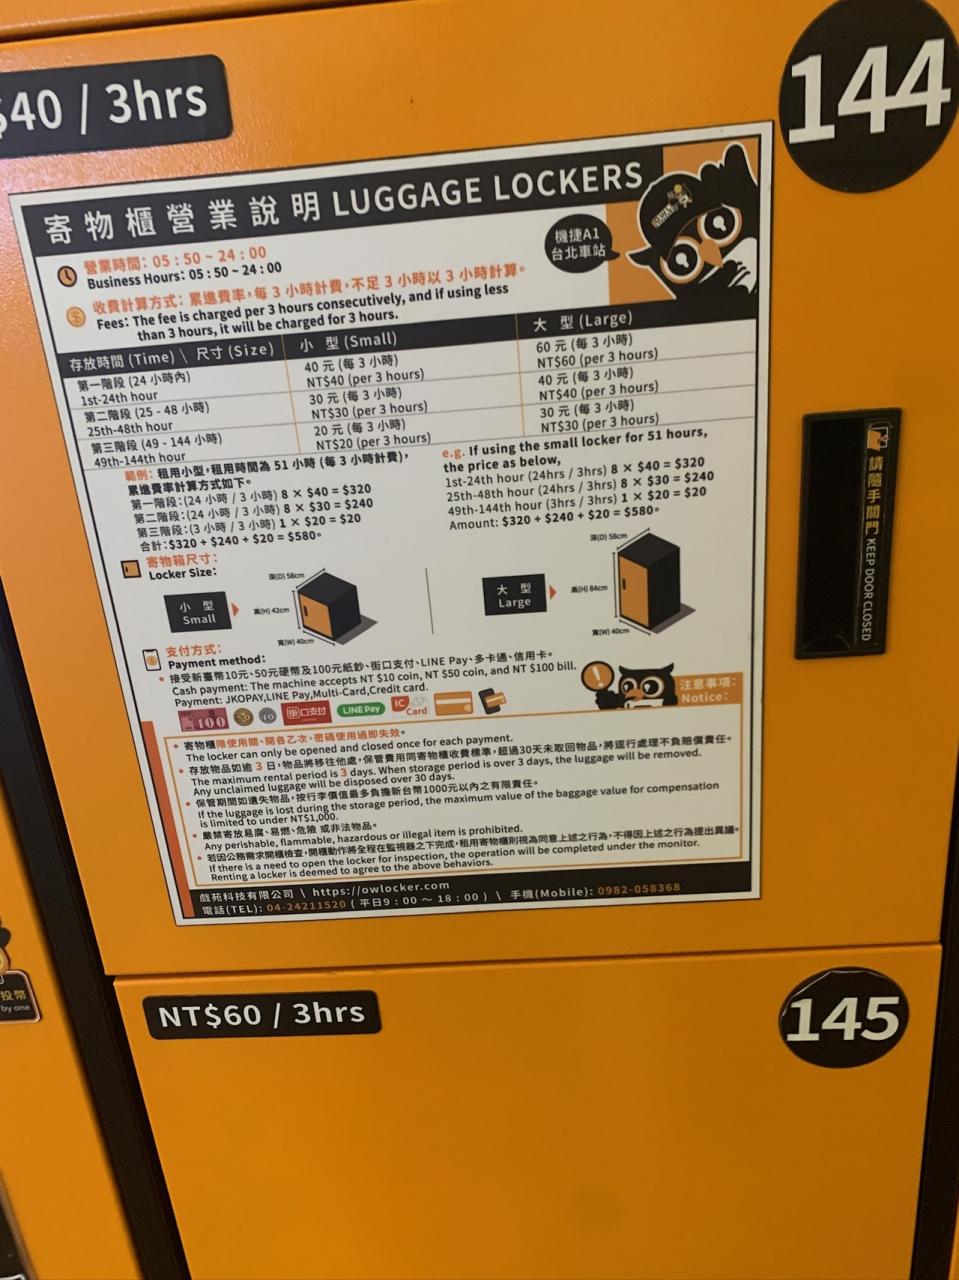 $40 / 3hrs
144
寄物櫃營業說明 LUGGAGE LOCKERS
機捷A1
台北車站
營業時間: 05 : 50 ~ 24 : 00
Business Hours: 05 : 50 ~ 24 : 00
收費計算方式: 累進費率,每 3 小時計費,不足 3 小時以 3 小時計算。
Fees: The fee is charged per 3 hours consecutively, and if using less
than 3 hours, it will be charged for 3 hours.
存放時間 (Time) \ 尺寸 (Size) 小 型 (Small) 大 型 (Large)
第一階段 (24 小時內) 40 元 (每 3 小時) 60 元 (每 3 小時)
1st-24th hour NT$40 (per 3 hours) NT$60 (per 3 hours)
第二階段 (25 - 48 小時) 30 元 (每 3 小時) 40 元 (每 3 小時)
25th-48th hour NT$30 (per 3 hours) NT$40 (per 3 hours)
第三階段 (49 - 144 小時) 20 元 (每 3 小時) 30 元 (每 3 小時)
49th-144th hour NT$20 (per 3 hours) NT$30 (per 3 hours)
範例: 租用小型,租用時間為 51 小時 (每 3 小時計費),
累進費率計算方式如下。
第一階段:(24 小時 / 3 小時) 8 × $40 = $320
第二階段:(24 小時 / 3 小時) 8 × $30 = $240
第三階段:(3 小時 / 3 小時) 1 × $20 = $20
合計:$320 + $240 + $20 = $580。
e.g. If using the small locker for 51 hours,
the price as below,
1st-24th hour (24hrs / 3hrs) 8 × $40 = $320
25th-48th hour (24hrs / 3hrs) 8 × $30 = $240
49th-144th hour (3hrs / 3hrs) 1 × $20 = $20
Amount: $320 + $240 + $20 = $580。
寄物箱尺寸:
Locker Size:
小 型
Small
深(D) 58cm
高(H) 42cm
寬(W) 40cm
大 型
Large
深(D) 58cm
高(H) 84cm
寬(W) 40cm
支付方式:
Payment method:
• 接受新臺幣10元、50元硬幣及100元紙鈔、街口支付、LINE Pay、多卡通、信用卡。
Cash payment: The machine accepts NT $10 coin, NT $50 coin, and NT $100 bill.
Payment: JKOPAY,LINE Pay,Multi-Card,Credit card.
100 50 10 街口支付 LINE Pay IC Card
注意事項:
Notice:
• 寄物櫃限使用關、開各乙次,密碼使用過即失效。
The locker can only be opened and closed once for each payment.
• 存放物品如逾 3 日,物品將移往他處,保管費用同寄物櫃收費標準,超過30天未取回物品,將逕行處理不負賠償責任。
The maximum rental period is 3 days. When storage period is over 3 days, the luggage will be removed.
Any unclaimed luggage will be disposed over 30 days.
• 保管期間如遺失物品,按行李價值最多負擔新台幣1000元以內之有限責任。
If the luggage is lost during the storage period, the maximum value of the baggage value for compensation
is limited to under NT$1,000.
• 嚴禁寄放易腐、易燃、危險 或非法物品。
Any perishable, flammable, hazardous or illegal item is prohibited.
• 若因公務需求開櫃檢查,開櫃動作將全程在監視器之下完成,租用寄物櫃則視為同意上述之行為,不得因上述之行為提出異議。
If there is a need to open the locker for inspection, the operation will be completed under the monitor.
Renting a locker is deemed to agree to the above behaviors.
戲苑科技有限公司 \ https://owlocker.com
電話(TEL): 04-24211520 ( 平日9 : 00 ~ 18 : 00 ) \ 手機(Mobile): 0982-058368
請隨手關門 KEEP DOOR CLOSED
投幣
by one
NT$60 / 3hrs
145